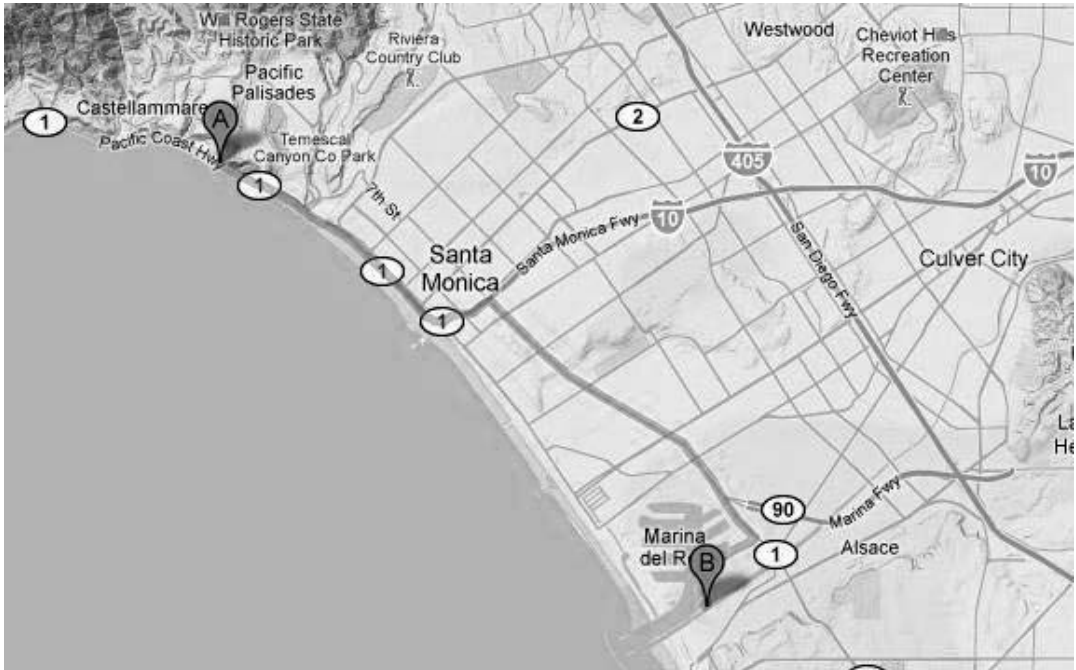 Will Rogers State
Historic Park
Riviera
Country Club
Westwood
Cheviot Hills
Recreation
Center
Pacific
Palisades
Castellammare
1
A
2
Pacific Coast Hwy
Temescal
Canyon Co Park
405
10
1
7th St
10
Santa Monica Fwy
San Diego Fwy
Santa
Monica
1
Culver City
1
La
He
90
Marina Fwy
Marina
del R
B
1
Alsace